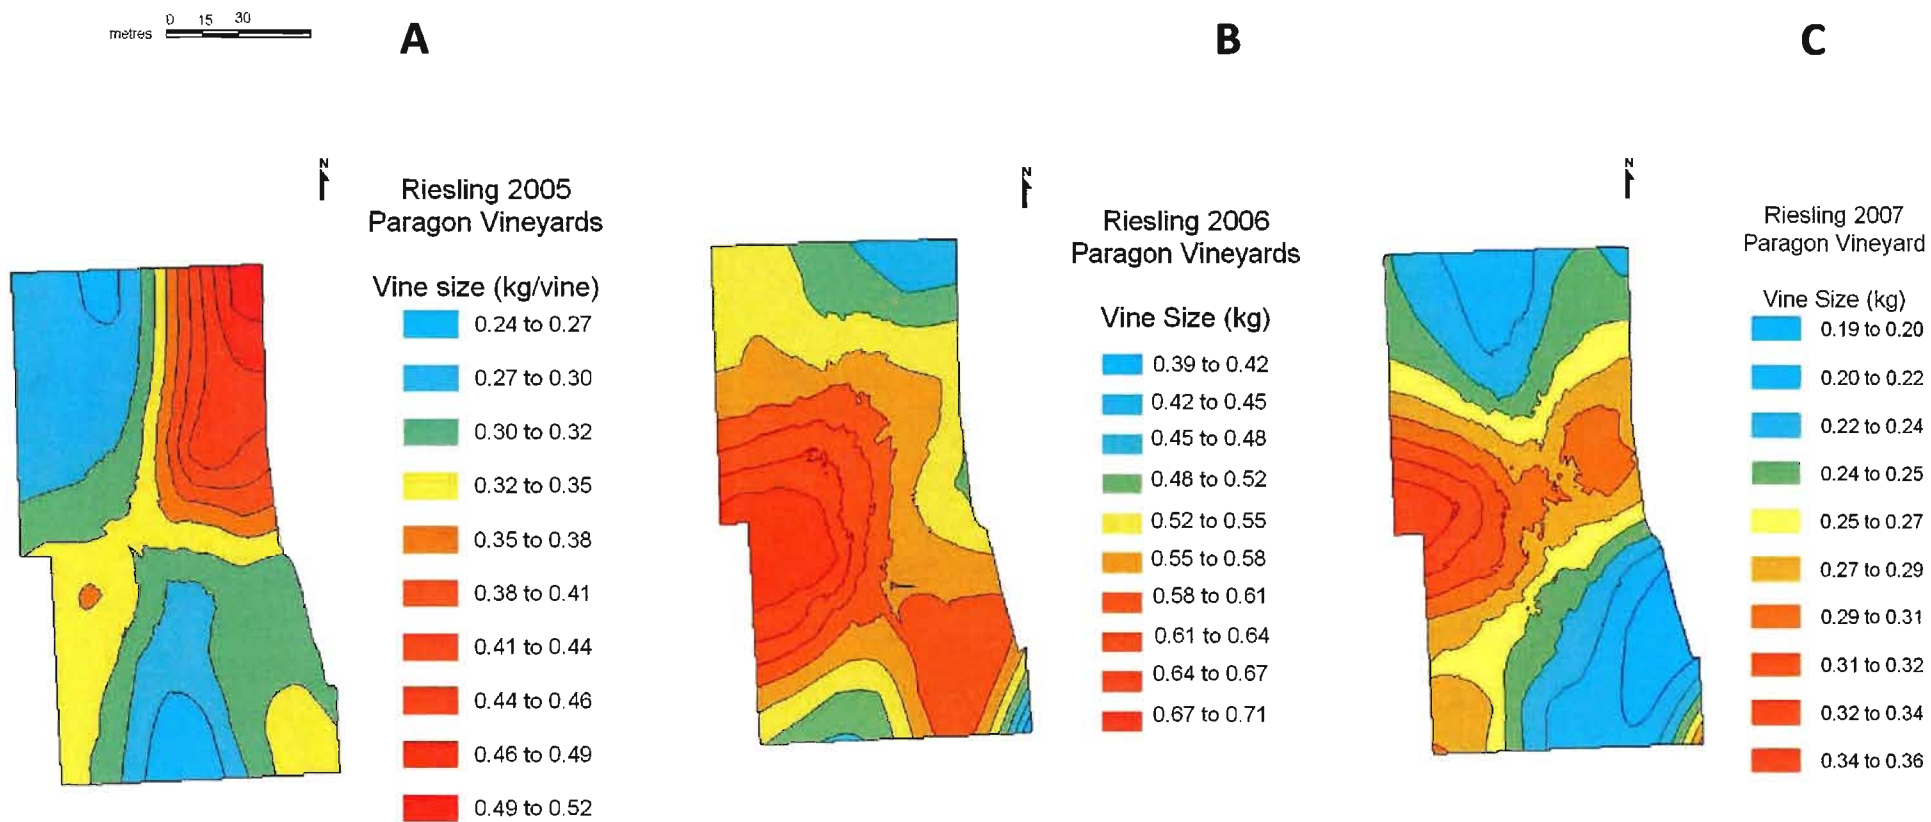 0 15 30
metres
A
N
Riesling 2005
Paragon Vineyards
Vine size (kg/vine)
0.24 to 0.27
0.27 to 0.30
0.30 to 0.32
0.32 to 0.35
0.35 to 0.38
0.38 to 0.41
0.41 to 0.44
0.44 to 0.46
0.46 to 0.49
0.49 to 0.52
B
N
Riesling 2006
Paragon Vineyards
Vine Size (kg)
0.39 to 0.42
0.42 to 0.45
0.45 to 0.48
0.48 to 0.52
0.52 to 0.55
0.55 to 0.58
0.58 to 0.61
0.61 to 0.64
0.64 to 0.67
0.67 to 0.71
C
N
Riesling 2007
Paragon Vineyard
Vine Size (kg)
0.19 to 0.20
0.20 to 0.22
0.22 to 0.24
0.24 to 0.25
0.25 to 0.27
0.27 to 0.29
0.29 to 0.31
0.31 to 0.32
0.32 to 0.34
0.34 to 0.36